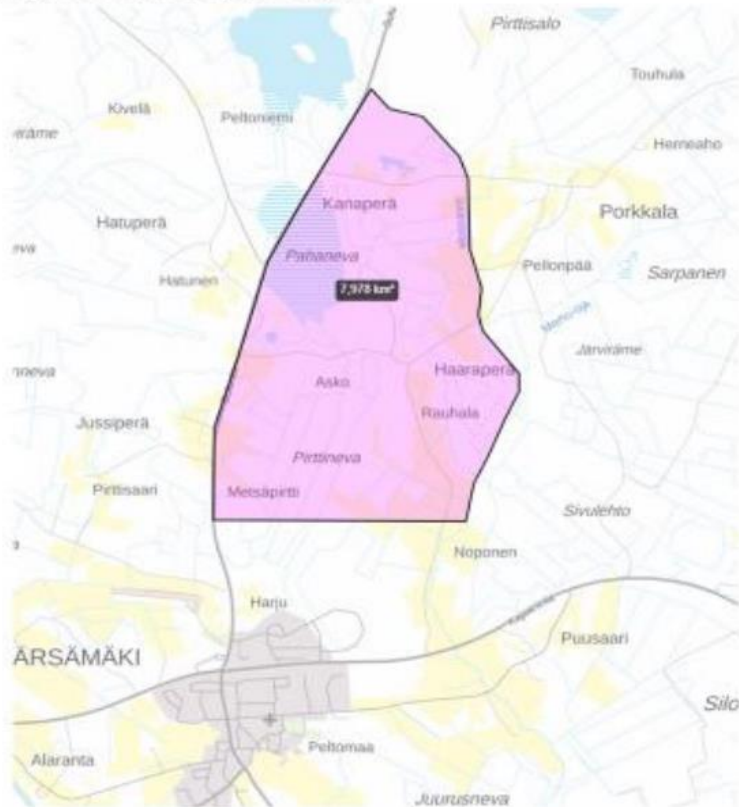 Pirttisalo
Touhula
Kivelä
Peltoniemi
Herneaho
Kanaperä
Porkkala
Hatuperä
Pahaneva
Pellonpää
Sarpanen
Hatunen
7,978 km²
Järviräme
Haaraperä
Asko
Rauhala
Jussiperä
Pirttineva
Pirttisaari
Metsäpirtti
Sivulehto
Noponen
Harju
Puusaari
ÄRSÄMÄKI
Silo
Peltomaa
Alaranta
Juurusneva